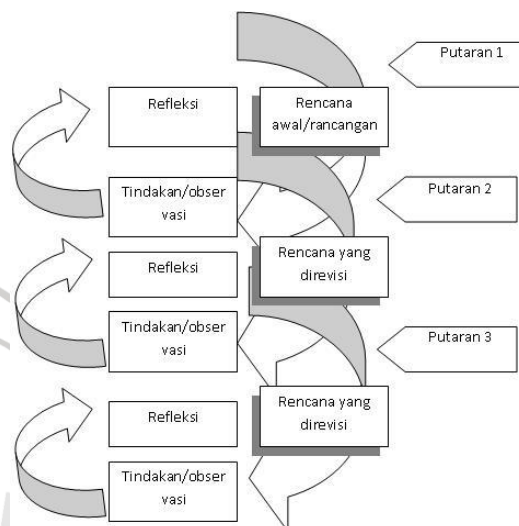 Putaran 1
Refleksi
Rencana
awal/rancangan
Tindakan/obser
vasi
Putaran 2
Refleksi
Rencana yang
direvisi
Tindakan/obser
vasi
Putaran 3
Refleksi
Rencana yang
direvisi
Tindakan/obser
vasi